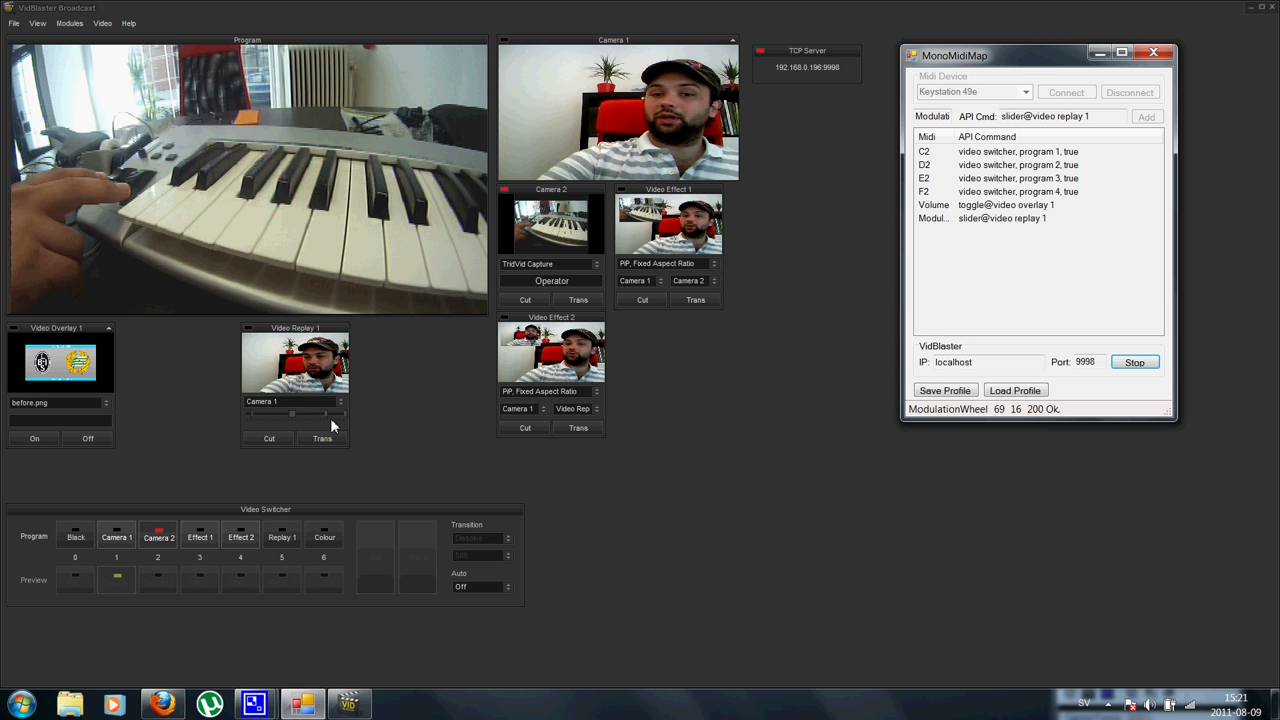 VidBlaster Broadcast
File View Modules Video Help
Program
Camera 1
TCP Server
192.168.0.196:9998
Camera 2
Video Effect 1
TridVid Capture
Operator
Cut Trans
PiP, Fixed Aspect Ratio
Camera 1 Camera 2
Cut Trans
Video Overlay 1
before.png
On Off
Video Replay 1
Camera 1
Cut Trans
Video Effect 2
PiP, Fixed Aspect Ratio
Camera 1 Video Rep
Cut Trans
Video Switcher
Program Black Camera 1 Camera 2 Effect 1 Effect 2 Replay 1 Colour
0 1 2 3 4 5 6
Preview
Transition
Dissolve
Auto
Off
MonoMidiMap
Midi Device
Keystation 49e Connect Disconnect
Modulati API Cmd: slider@video replay 1 Add
Midi API Command
C2 video switcher, program 1, true
D2 video switcher, program 2, true
E2 video switcher, program 3, true
F2 video switcher, program 4, true
Volume toggle@video overlay 1
Modul... slider@video replay 1
VidBlaster
IP: localhost Port: 9998 Stop
Save Profile Load Profile
ModulationWheel 69 16 200 Ok.
VID
SV
15:21
2011-08-09